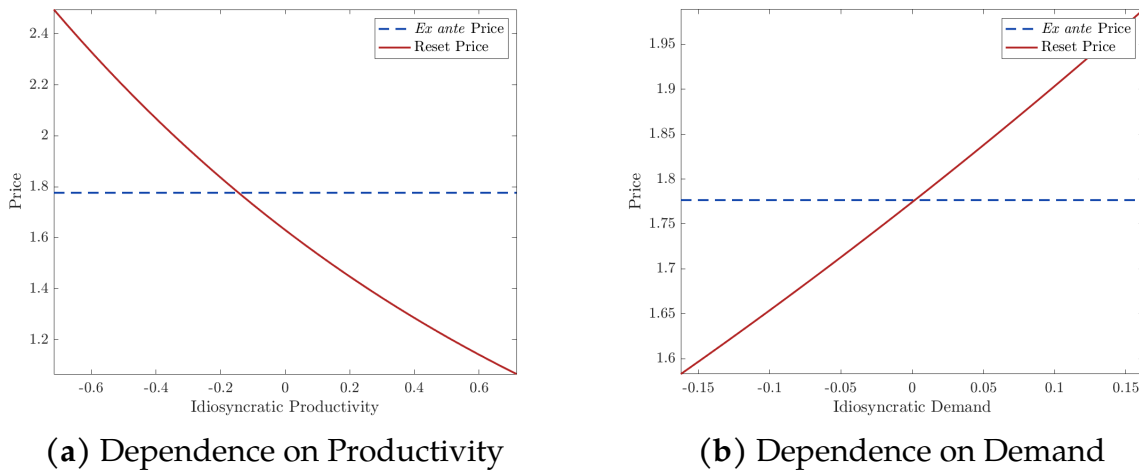 Ex ante Price
Reset Price
2.4
2.2
2
1.8
1.6
1.4
1.2
Price
-0.6 -0.4 -0.2 0 0.2 0.4 0.6
Idiosyncratic Productivity
(a) Dependence on Productivity
Ex ante Price
Reset Price
1.95
1.9
1.85
1.8
1.75
1.7
1.65
1.6
Price
-0.15 -0.1 -0.05 0 0.05 0.1 0.15
Idiosyncratic Demand
(b) Dependence on Demand